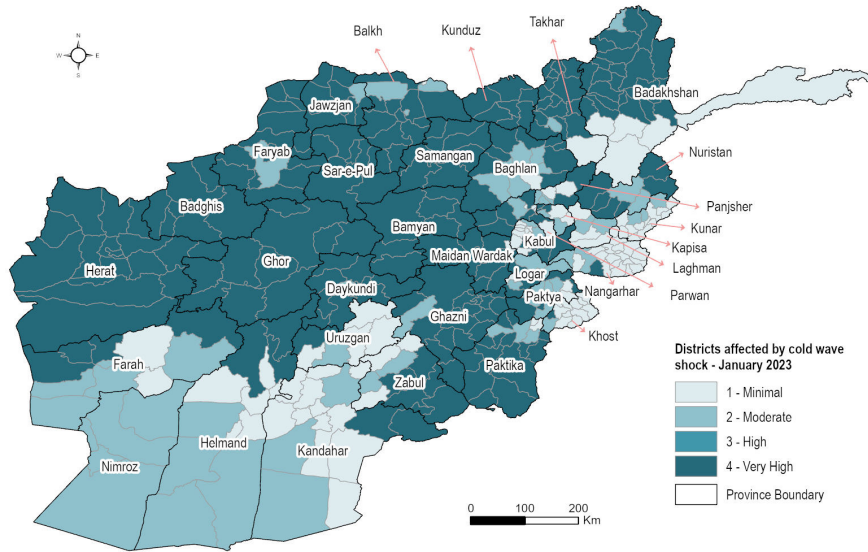 Balkh
Kunduz
Takhar
N
W
E
S
Badakhshan
Jawzjan
Nuristan
Faryab
Samangan
Baghlan
Sar-e-Pul
Panjsher
Badghis
Kunar
Bamyan
Kabul
Kapisa
Herat
Ghor
Maidan Wardak
Laghman
Logar
Daykundi
Nangarhar
Parwan
Paktya
Ghazni
Khost
Uruzgan
Farah
Paktika
Zabul
Helmand
Kandahar
Nimroz
Districts affected by cold wave
shock - January 2023
1 - Minimal
2 - Moderate
3 - High
4 - Very High
Province Boundary
0 100 200
Km